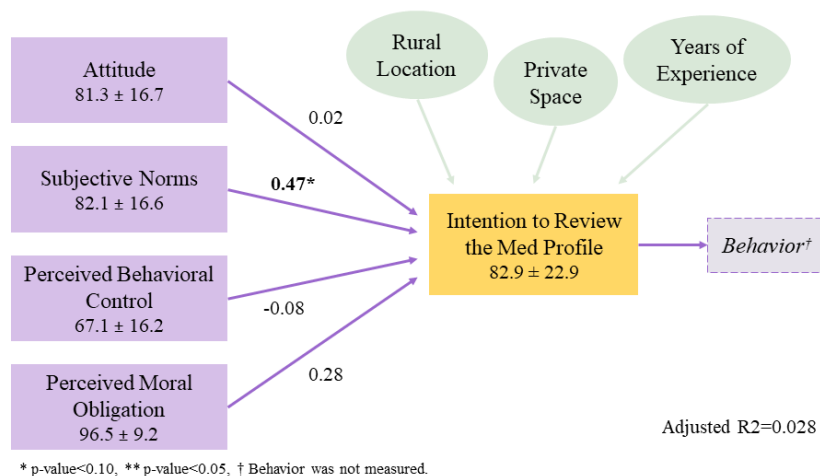 Attitude
81.3 ± 16.7
Subjective Norms
82.1 ± 16.6
Perceived Behavioral
Control
67.1 ± 16.2
Perceived Moral
Obligation
96.5 ± 9.2
0.02
0.47*
-0.08
0.28
Rural
Location
Private
Space
Years of
Experience
Intention to Review
the Med Profile
82.9 ± 22.9
Behavior†
Adjusted R2=0.028
* p-value<0.10, ** p-value<0.05, † Behavior was not measured.